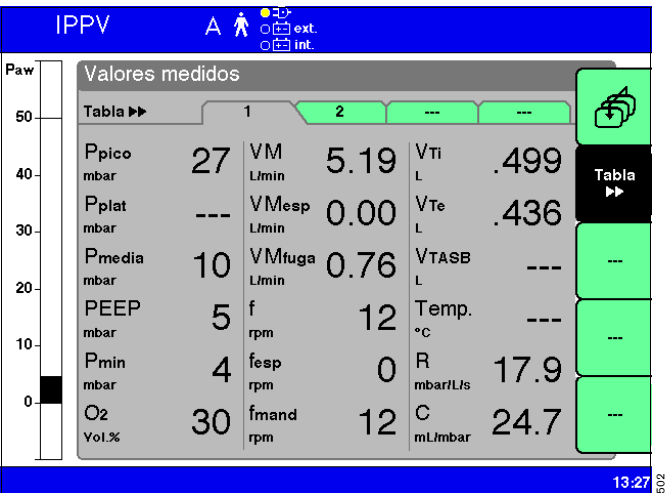 IPPV A ext.
int.
Paw
50
40
30
20
10
0
Valores medidos
Tabla ▶▶ 1 2 --- ---
Ppico 27 VM 5.19 VTi .499
mbar L/min L
Pplat --- VMesp 0.00 VTe .436
mbar L/min L
Pmedia 10 VMfuga 0.76 VTASB ---
mbar L/min L
PEEP 5 f 12 Temp. ---
mbar rpm °C
Pmin 4 fesp 0 R 17.9
mbar rpm mbar/L/s
O2 30 fmand 12 C 24.7
Vol.% rpm mL/mbar
Tabla
▶▶
---
---
---
13:27
502